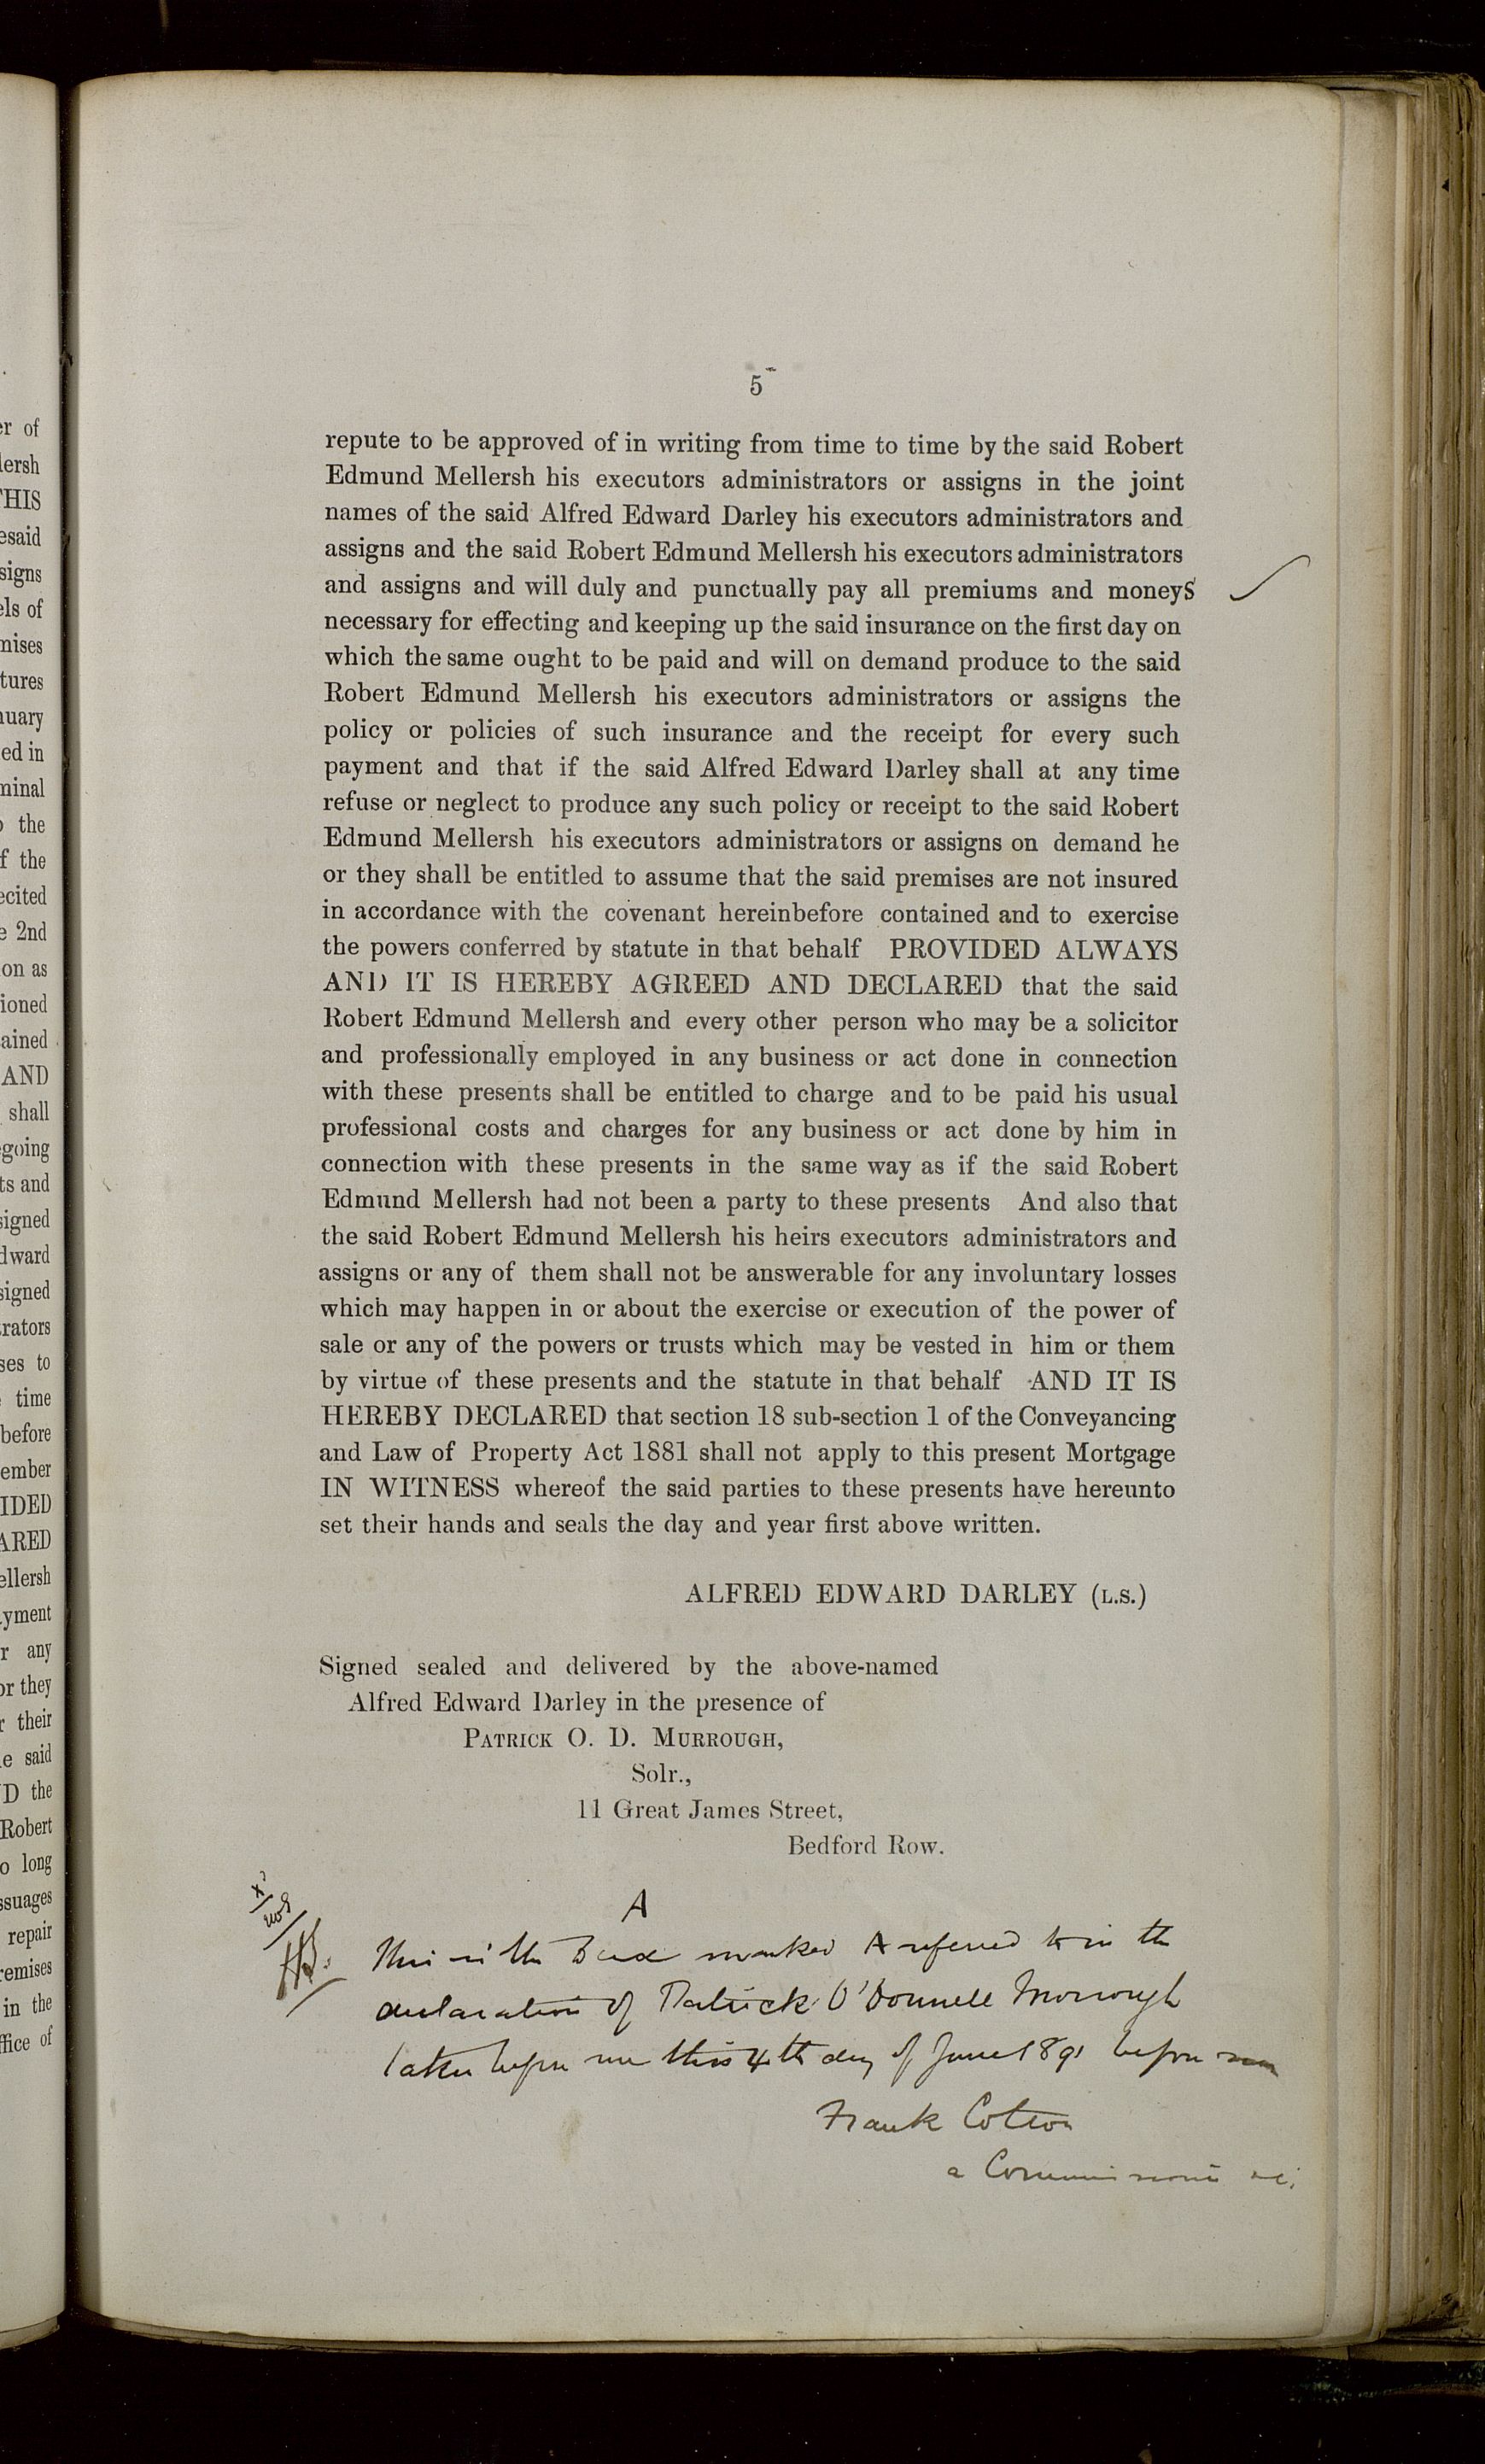 5
repute to be approved of in writing from time to time by the said Robert
Edmund Mellersh his executors administrators or assigns in the joint
names of the said Alfred Edward Darley his executors administrators and
assigns and the said Robert Edmund Mellersh his executors administrators
and assigns and will duly and punctually pay all premiums and moneys
necessary for effecting and keeping up the said insurance on the first day on
which the same ought to be paid and will on demand produce to the said
Robert Edmund Mellersh his executors administrators or assigns the
policy or policies of such insurance and the receipt for every such
payment and that if the said Alfred Edward Darley shall at any time
refuse or neglect to produce any such policy or receipt to the said Robert
Edmund Mellersh his executors administrators or assigns on demand he
or they shall be entitled to assume that the said premises are not insured
in accordance with the covenant hereinbefore contained and to exercise
the powers conferred by statute in that behalf PROVIDED ALWAYS
AND IT IS HEREBY AGREED AND DECLARED that the said
Robert Edmund Mellersh and every other person who may be a solicitor
and professionally employed in any business or act done in connection
with these presents shall be entitled to charge and to be paid his usual
professional costs and charges for any business or act done by him in
connection with these presents in the same way as if the said Robert
Edmund Mellersh had not been a party to these presents And also that
the said Robert Edmund Mellersh his heirs executors administrators and
assigns or any of them shall not be answerable for any involuntary losses
which may happen in or about the exercise or execution of the power of
sale or any of the powers or trusts which may be vested in him or them
by virtue of these presents and the statute in that behalf AND IT IS
HEREBY DECLARED that section 18 sub-section 1 of the Conveyancing
and Law of Property Act 1881 shall not apply to this present Mortgage
IN WITNESS whereof the said parties to these presents have hereunto
set their hands and seals the day and year first above written.
ALFRED EDWARD DARLEY (L.S.)
Signed sealed and delivered by the above-named
Alfred Edward Darley in the presence of
PATRICK O. D. MURROUGH,
Solr.,
11 Great James Street,
Bedford Row.
A
This is the Deed marked A referred to in the
declaration of Patrick O'Donnell Murrough
taken before me this 4th day of June 1891 before me
Frank Cotton
a Commissioner &c.